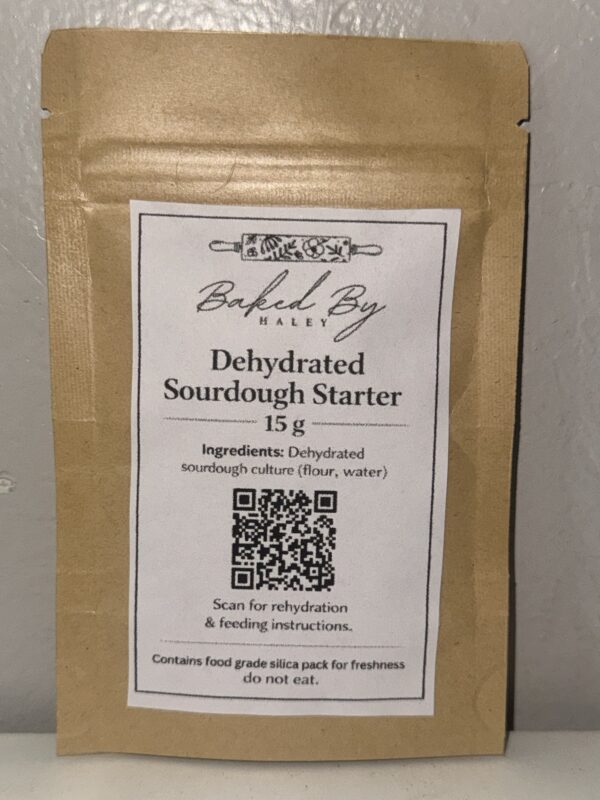 Baked By
HALEY
Dehydrated
Sourdough Starter
15 g
Ingredients: Dehydrated
sourdough culture (flour, water)
Scan for rehydration
& feeding instructions.
Contains food grade silica pack for freshness
do not eat.